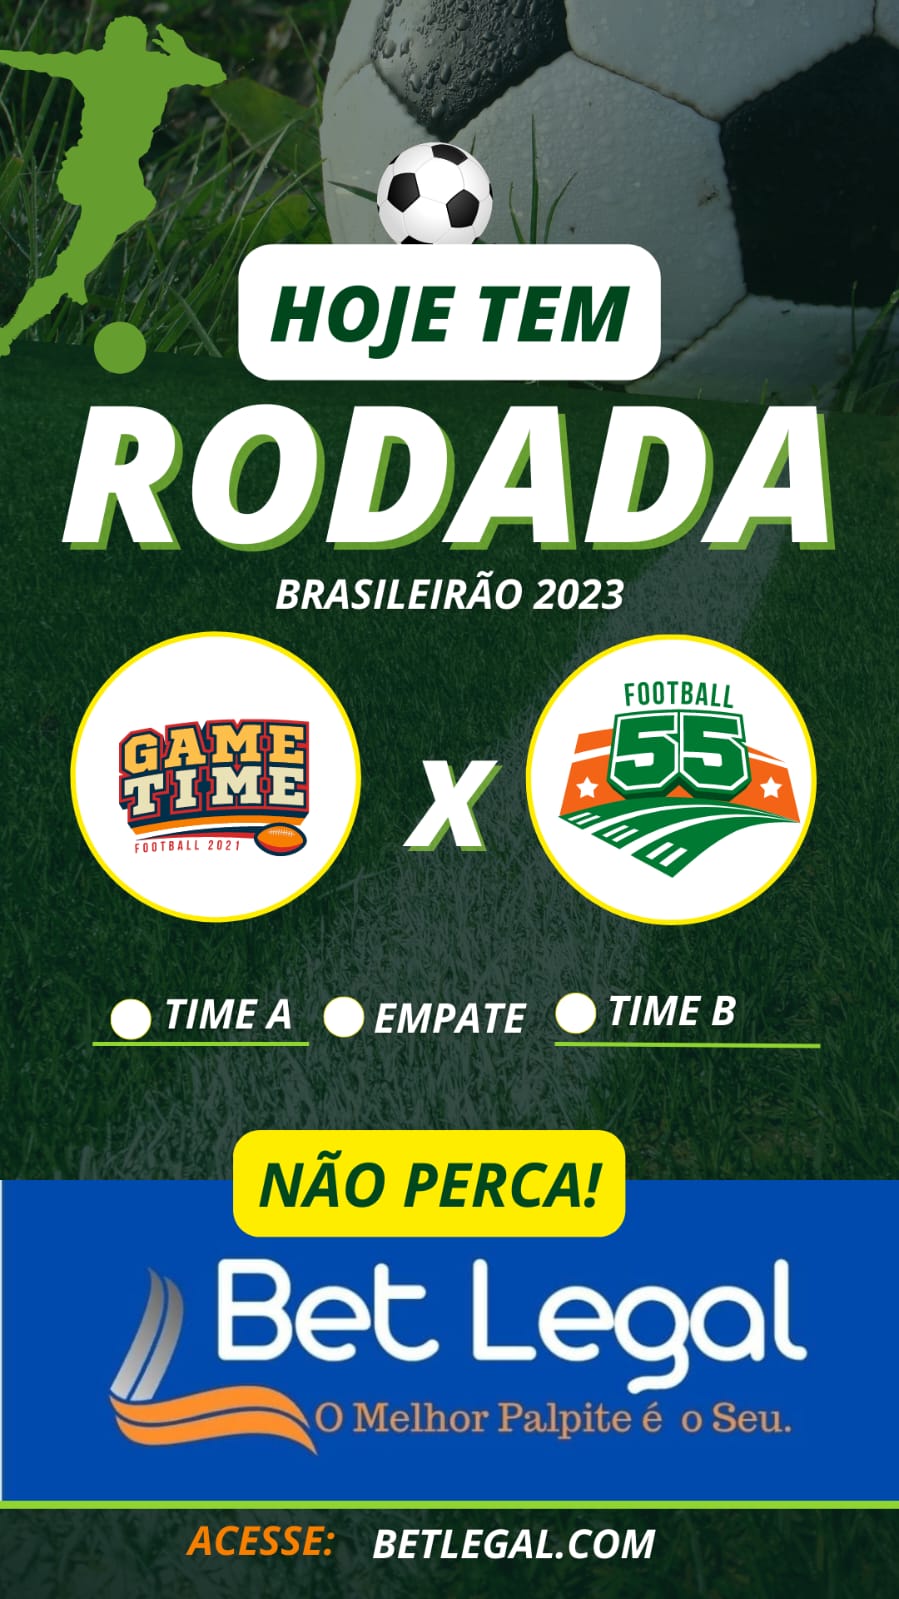 HOJE TEM
RODADA
BRASILEIRÃO 2023
GAME
TIME
FOOTBALL 2021
X
FOOTBALL
55
TIME A
EMPATE
TIME B
NÃO PERCA!
Bet Legal
O Melhor Palpite é o Seu.
ACESSE: BETLEGAL.COM